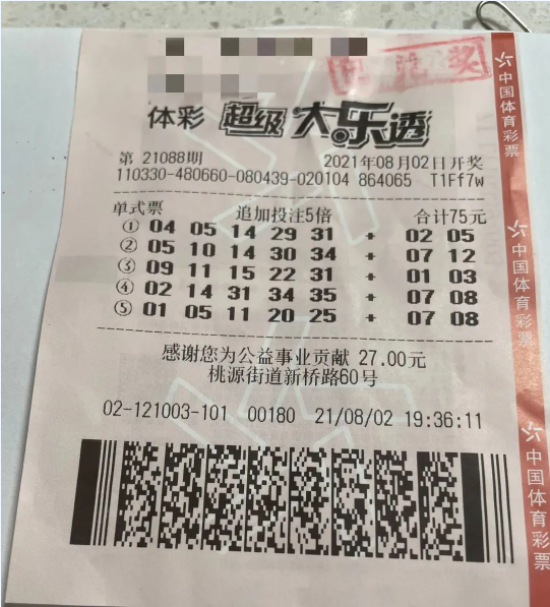 已兑奖
体彩 超级大乐透
第 21088期 2021年08月02日开奖
110330-480660-080439-020104 864065 T1Ff7w
单式票 追加投注5倍 合计75元
① 04 05 14 29 31 + 02 05
② 05 10 14 30 34 + 07 12
③ 09 11 15 22 31 + 01 03
④ 02 14 31 34 35 + 07 08
⑤ 01 05 11 20 25 + 07 08
感谢您为公益事业贡献 27.00元
桃源街道新桥路60号
02-121003-101 00180 21/08/02 19:36:11
中国体育彩票
中国体育彩票
中国体育彩票